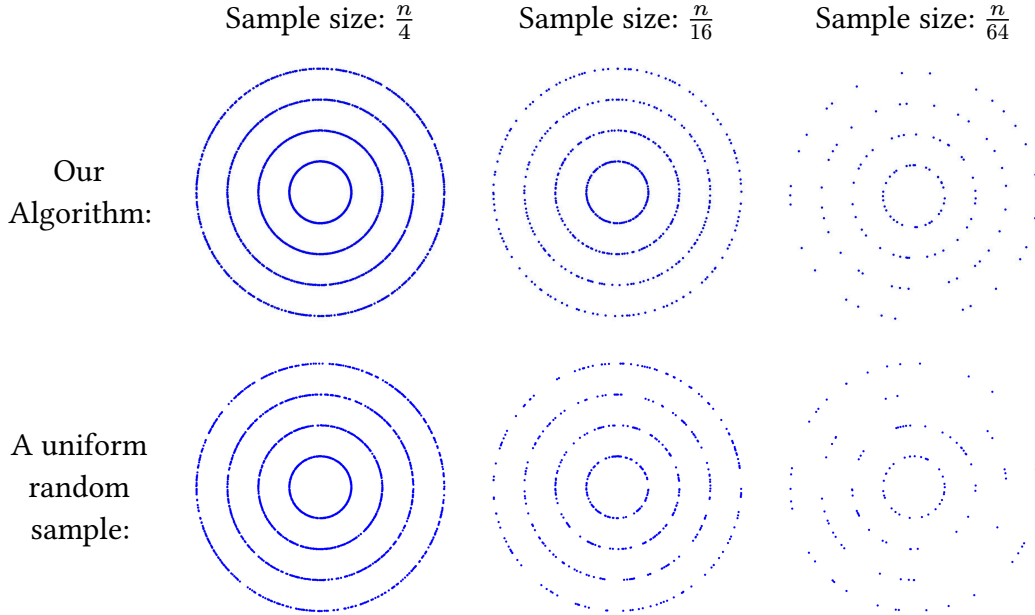 Sample size: n/4 Sample size: n/16 Sample size: n/64
Our
Algorithm:
A uniform
random
sample: